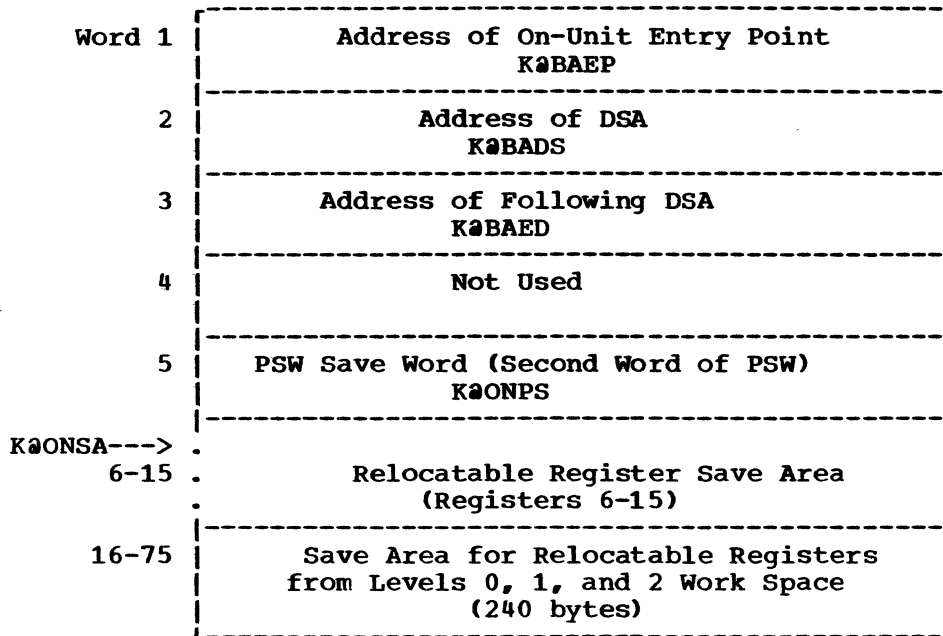 Word 1 Address of On-Unit Entry Point
K@BAEP
2 Address of DSA
K@BADS
3 Address of Following DSA
K@BAED
4 Not Used
5 PSW Save Word (Second Word of PSW)
K@ONPS
K@ONSA--->
6-15 Relocatable Register Save Area
(Registers 6-15)
16-75 Save Area for Relocatable Registers
from Levels 0, 1, and 2 Work Space
(240 bytes)